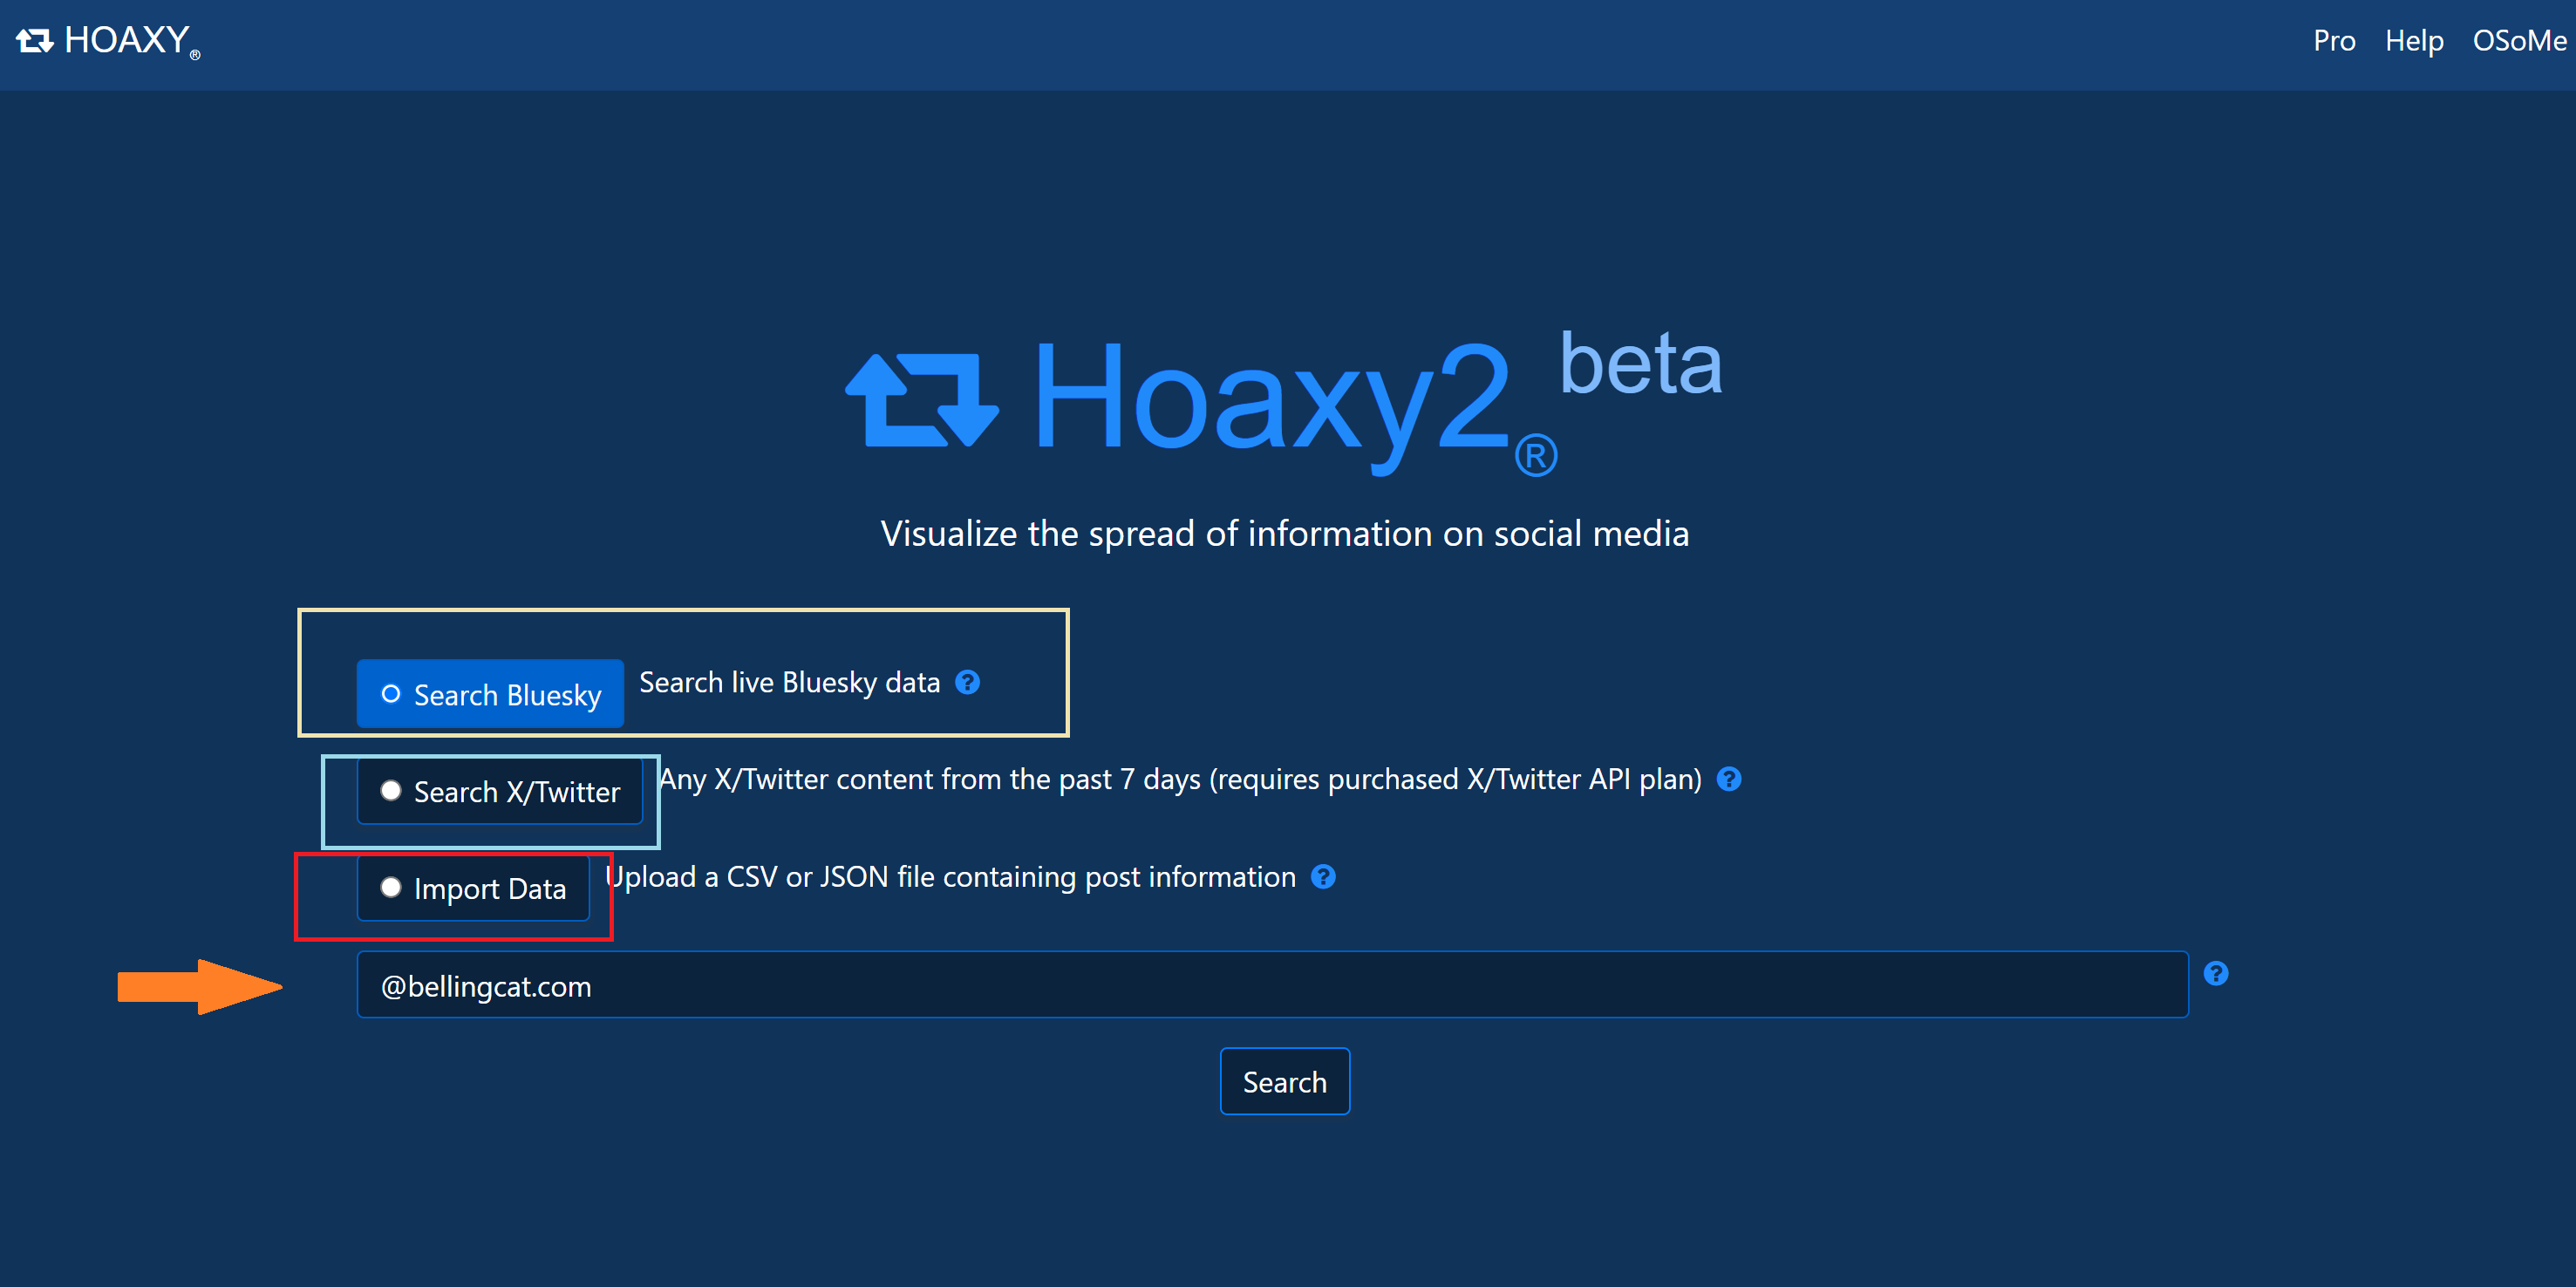 HOAXY® Pro Help OSoMe
Hoaxy2® beta
Visualize the spread of information on social media
Search Bluesky Search live Bluesky data ?
Search X/Twitter Any X/Twitter content from the past 7 days (requires purchased X/Twitter API plan) ?
Import Data Upload a CSV or JSON file containing post information ?
@bellingcat.com ?
Search